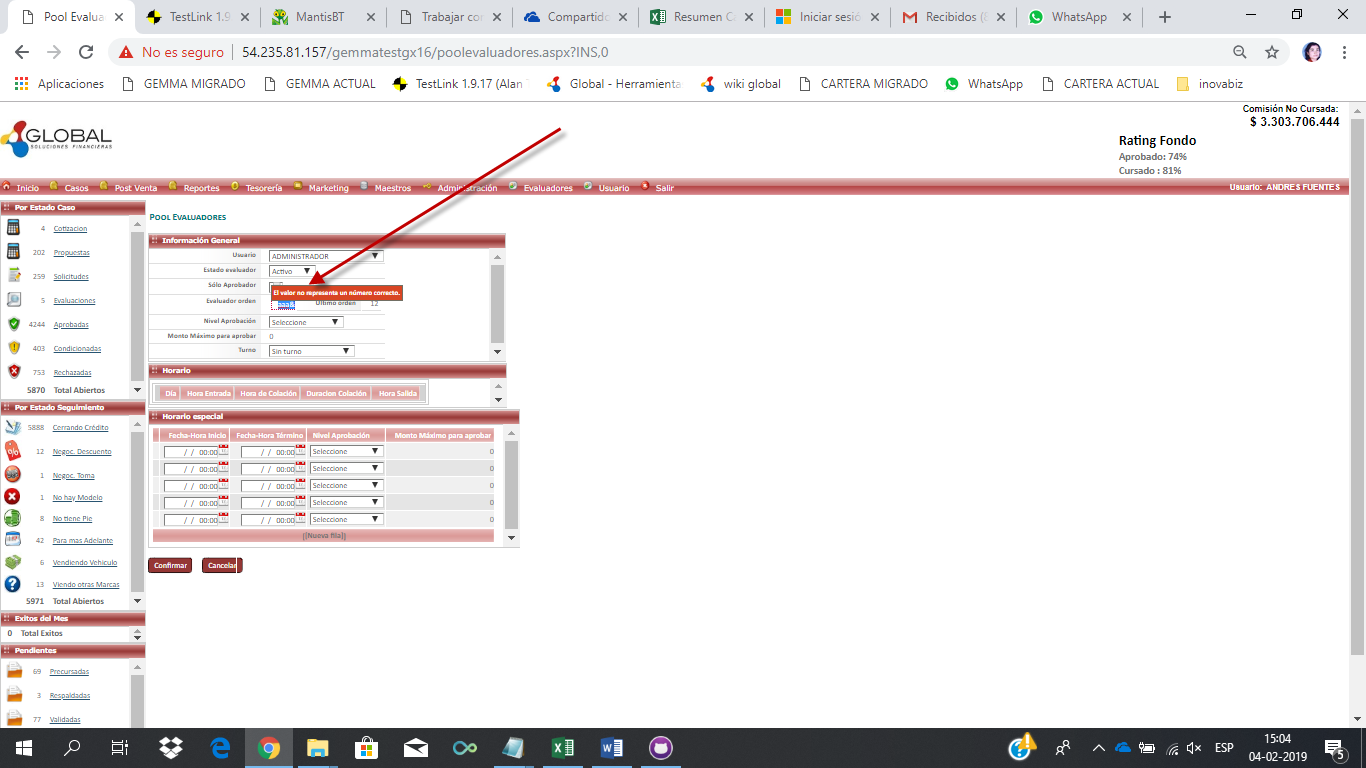 Pool Evalua
TestLink 1.9
MantisBT
Trabajar con
Compartido
Resumen Ca
Iniciar sesió
Recibidos (
WhatsApp
No es seguro
54.235.81.157/gemmatestgx16/poolevaluadores.aspx?INS,0
Aplicaciones
GEMMA MIGRADO
GEMMA ACTUAL
TestLink 1.9.17 (Alan
Global - Herramienta
wiki global
CARTERA MIGRADO
WhatsApp
CARTERA ACTUAL
inovabiz
Comisión No Cursada:
$ 3.303.706.444
GLOBAL
SOLUCIONES FINANCIERAS
Rating Fondo
Aprobado: 74%
Cursado : 81%
Inicio Casos Post Venta Reportes Tesorería Marketing Maestros Administración Evaluadores Usuario Salir
Usuario: ANDRES FUENTES
Por Estado Caso
4 Cotizacion
202 Propuestas
259 Solicitudes
5 Evaluaciones
4244 Aprobadas
403 Condicionadas
753 Rechazadas
5870 Total Abiertos
Por Estado Seguimiento
5888 Cerrando Crédito
12 Negoc. Descuento
1 Negoc. Toma
1 No hay Modelo
8 No tiene Pie
42 Para mas Adelante
6 Vendiendo Vehiculo
13 Viendo otras Marcas
5971 Total Abiertos
Exitos del Mes
0 Total Exitos
Pendientes
69 Precursadas
3 Respaldadas
77 Validadas
Pool Evaluadores
Información General
Usuario ADMINISTRADOR
Estado evaluador Activo
Sólo Aprobador
El valor no representa un número correcto.
Evaluador orden Ultimo orden 12
Nivel Aprobación Seleccione
Monto Máximo para aprobar 0
Turno Sin turno
Horario
Día Hora Entrada Hora de Colación Duracion Colación Hora Salida
Horario especial
Fecha-Hora Inicio Fecha-Hora Término Nivel Aprobación Monto Máximo para aprobar
/ / 00:00 / / 00:00 Seleccione 0
/ / 00:00 / / 00:00 Seleccione 0
/ / 00:00 / / 00:00 Seleccione 0
/ / 00:00 / / 00:00 Seleccione 0
/ / 00:00 / / 00:00 Seleccione 0
[[Nueva fila]]
Confirmar Cancelar
ESP
15:04
04-02-2019
5